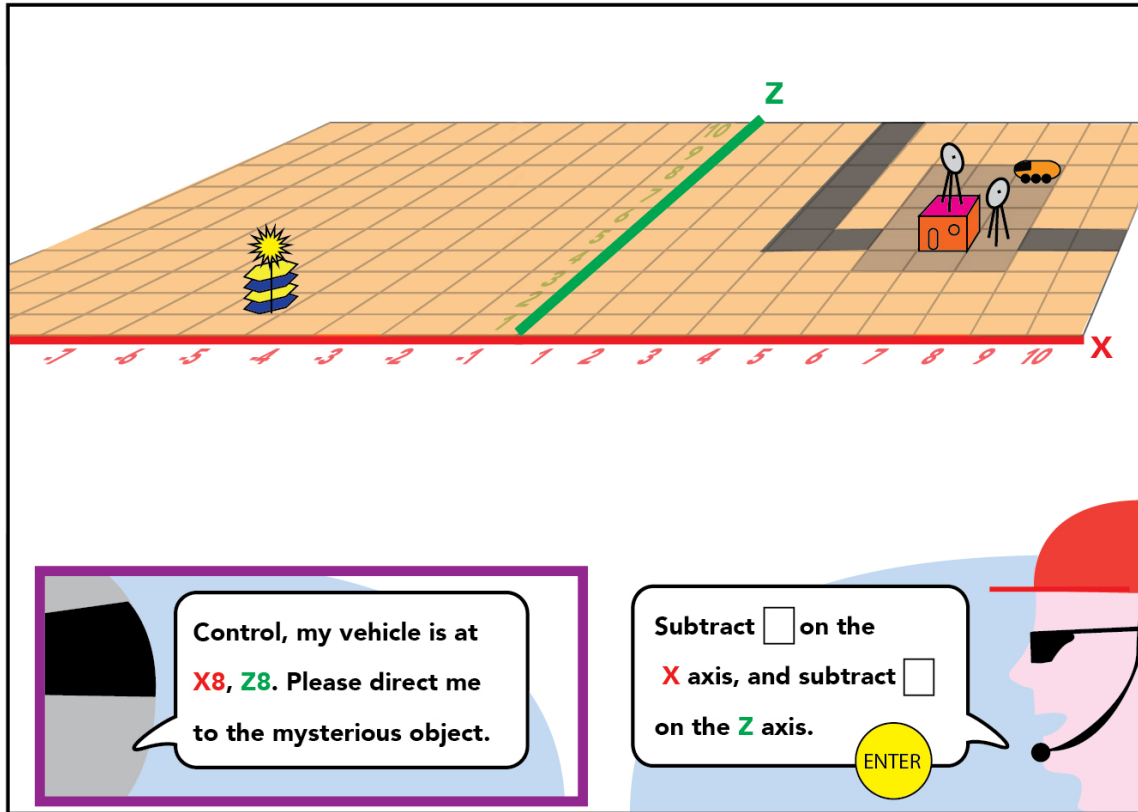 Z
10
9
8
7
6
5
4
3
2
1
-7 -6 -5 -4 -3 -2 -1 1 2 3 4 5 6 7 8 9 10
X
Control, my vehicle is at
X8, Z8. Please direct me
to the mysterious object.
Subtract on the
X axis, and subtract
on the Z axis.
ENTER